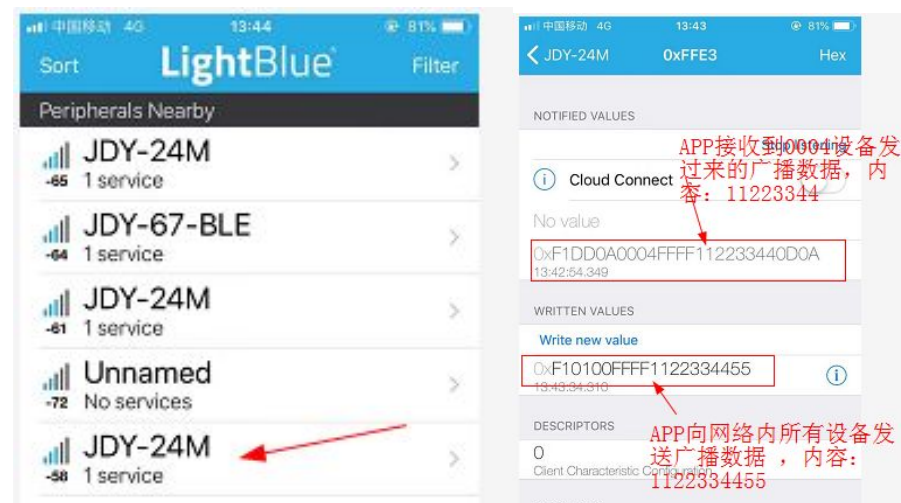 中国移动 4G 13:44 81%
Sort LightBlue Filter
Peripherals Nearby
JDY-24M
-65 1 service
JDY-67-BLE
-64 1 service
JDY-24M
-61 1 service
Unnamed
-72 No services
JDY-24M
-58 1 service
中国移动 4G 13:43 81%
JDY-24M 0xFFE3 Hex
NOTIFIED VALUES
Stop listening
APP接收到0004设备发
过来的广播数据，内
容：11223344
Cloud Connect
No value
0xF1DD0A0004FFFF112233440D0A
13:42:54.349
WRITTEN VALUES
Write new value
0xF10100FFFF1122334455
13:43:34.310
DESCRIPTORS
APP向网络内所有设备发
送广播数据 ，内容：
1122334455
0
Client Characteristic Configuration